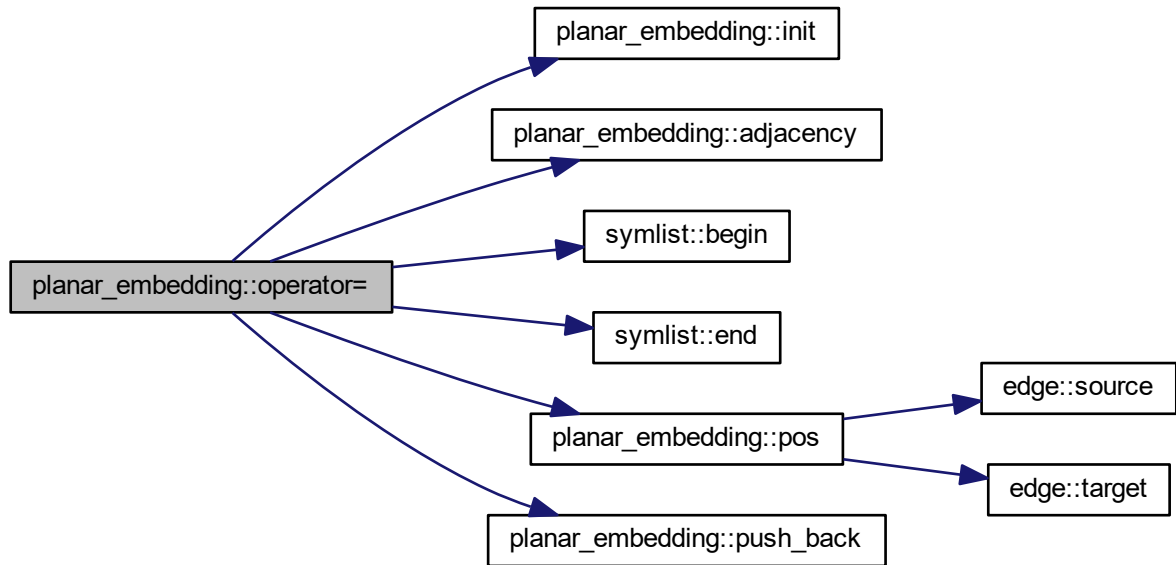 planar_embedding::init
planar_embedding::adjacency
symlist::begin
planar_embedding::operator=
symlist::end
edge::source
planar_embedding::pos
edge::target
planar_embedding::push_back